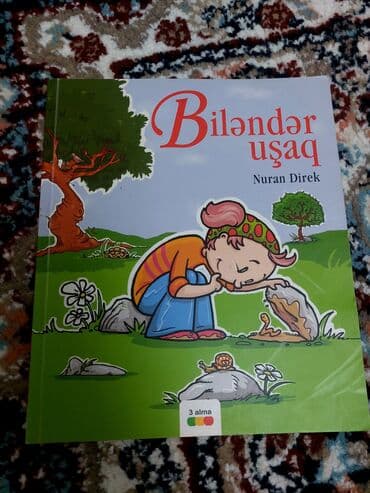 Biləndər
uşaq
Nuran Direk
3 alma